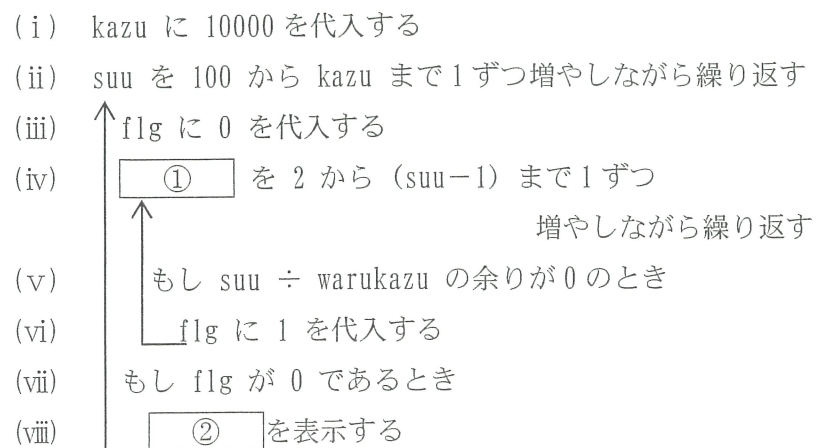 (ⅰ) kazu に 10000 を代入する
(ⅱ) suu を 100 から kazu まで1ずつ増やしながら繰り返す
(ⅲ) flg に 0 を代入する
(ⅳ) ① を 2 から (suu−1) まで1ずつ
増やしながら繰り返す
(ⅴ) もし suu ÷ warukazu の余りが0のとき
(ⅵ) flg に 1 を代入する
(ⅶ) もし flg が 0 であるとき
(ⅷ) ② を表示する